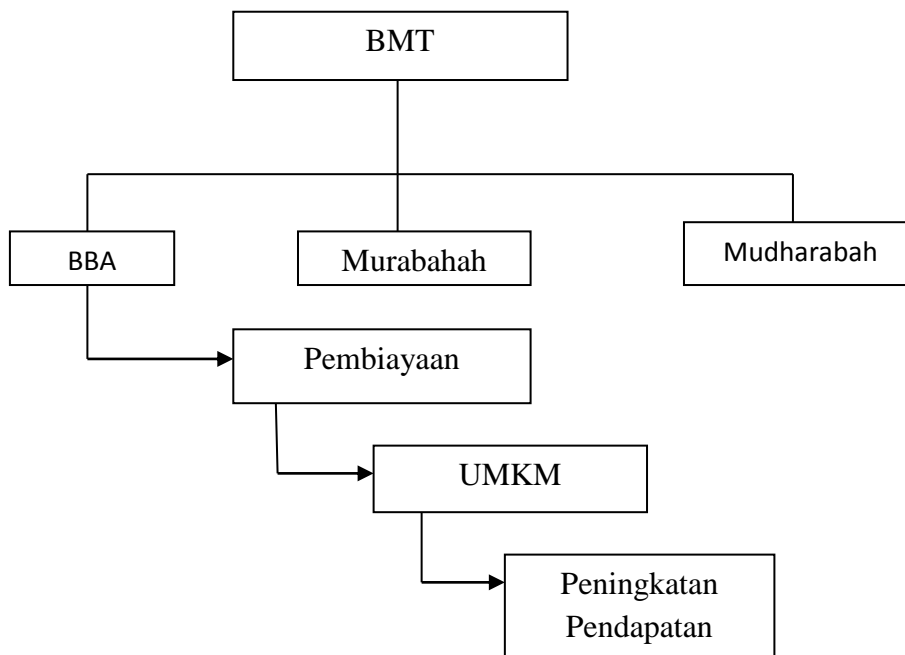 BMT
BBA
Murabahah
Mudharabah
Pembiayaan
UMKM
Peningkatan
Pendapatan